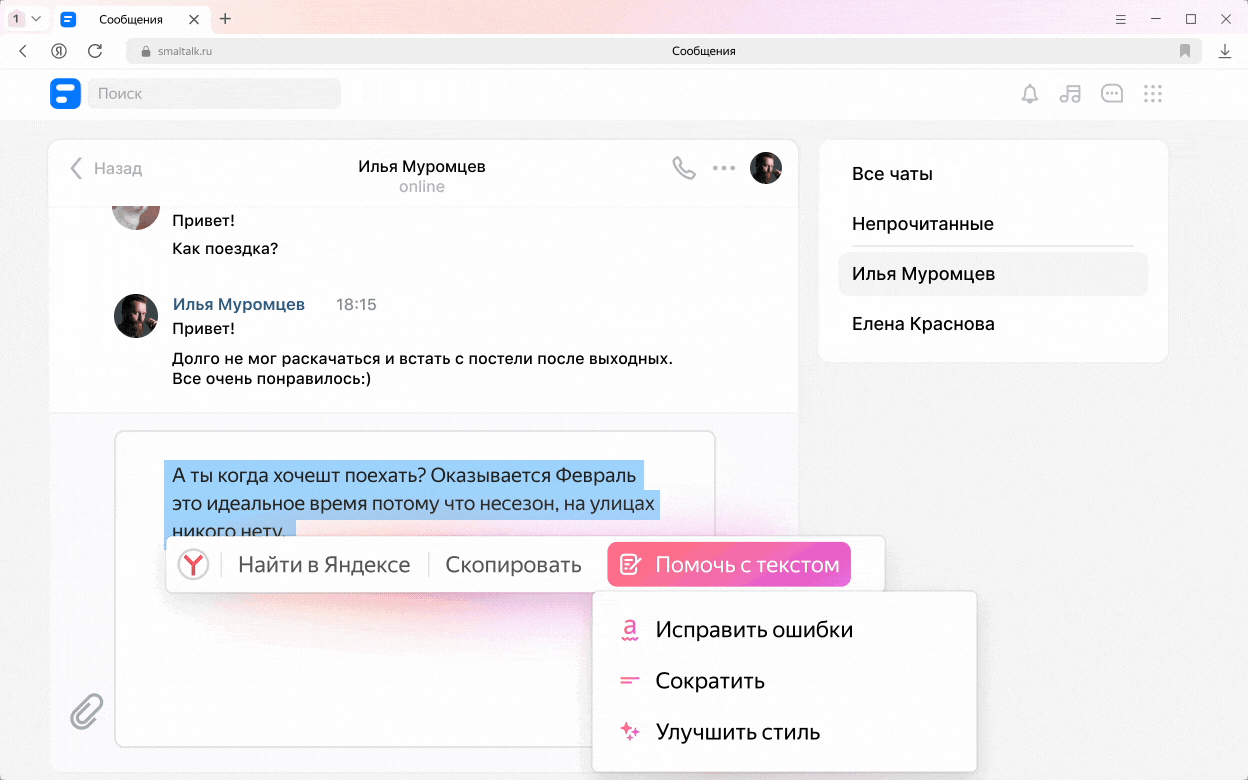 1
Сообщения
smaltalk.ru
Сообщения
Поиск
Назад
Илья Муромцев
online
Привет!
Как поездка?
Илья Муромцев 18:15
Привет!
Долго не мог раскачаться и встать с постели после выходных.
Все очень понравилось:)
А ты когда хочешт поехать? Оказывается Февраль
это идеальное время потому что несезон, на улицах
никого нету.
Найти в Яндексе
Скопировать
Помочь с текстом
Исправить ошибки
Сократить
Улучшить стиль
Все чаты
Непрочитанные
Илья Муромцев
Елена Краснова